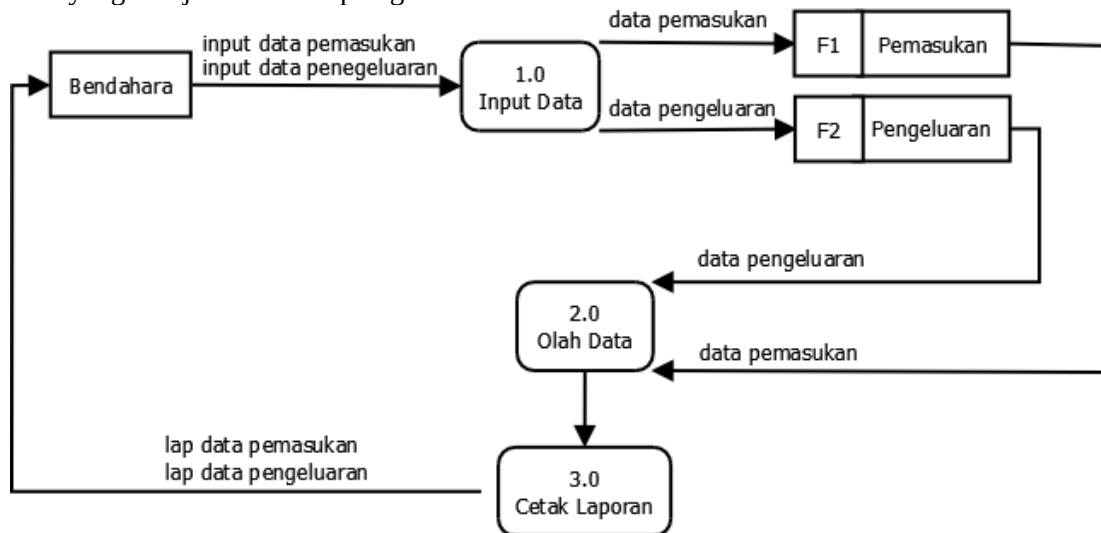 input data pemasukan
input data penegeluaran
Bendahara
1.0
Input Data
data pemasukan
F1
Pemasukan
data pengeluaran
F2
Pengeluaran
data pengeluaran
2.0
Olah Data
data pemasukan
lap data pemasukan
lap data pengeluaran
3.0
Cetak Laporan